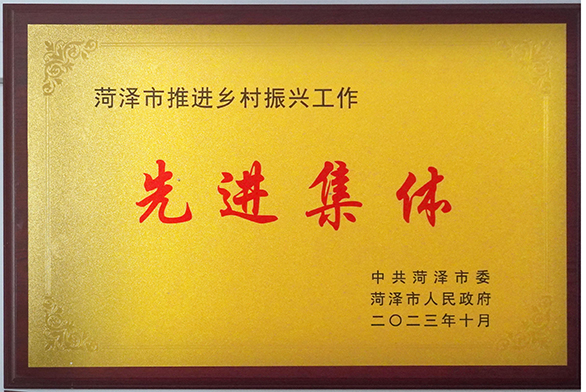 菏泽市推进乡村振兴工作
先进集体
中共菏泽市委
菏泽市人民政府
二〇二三年十月